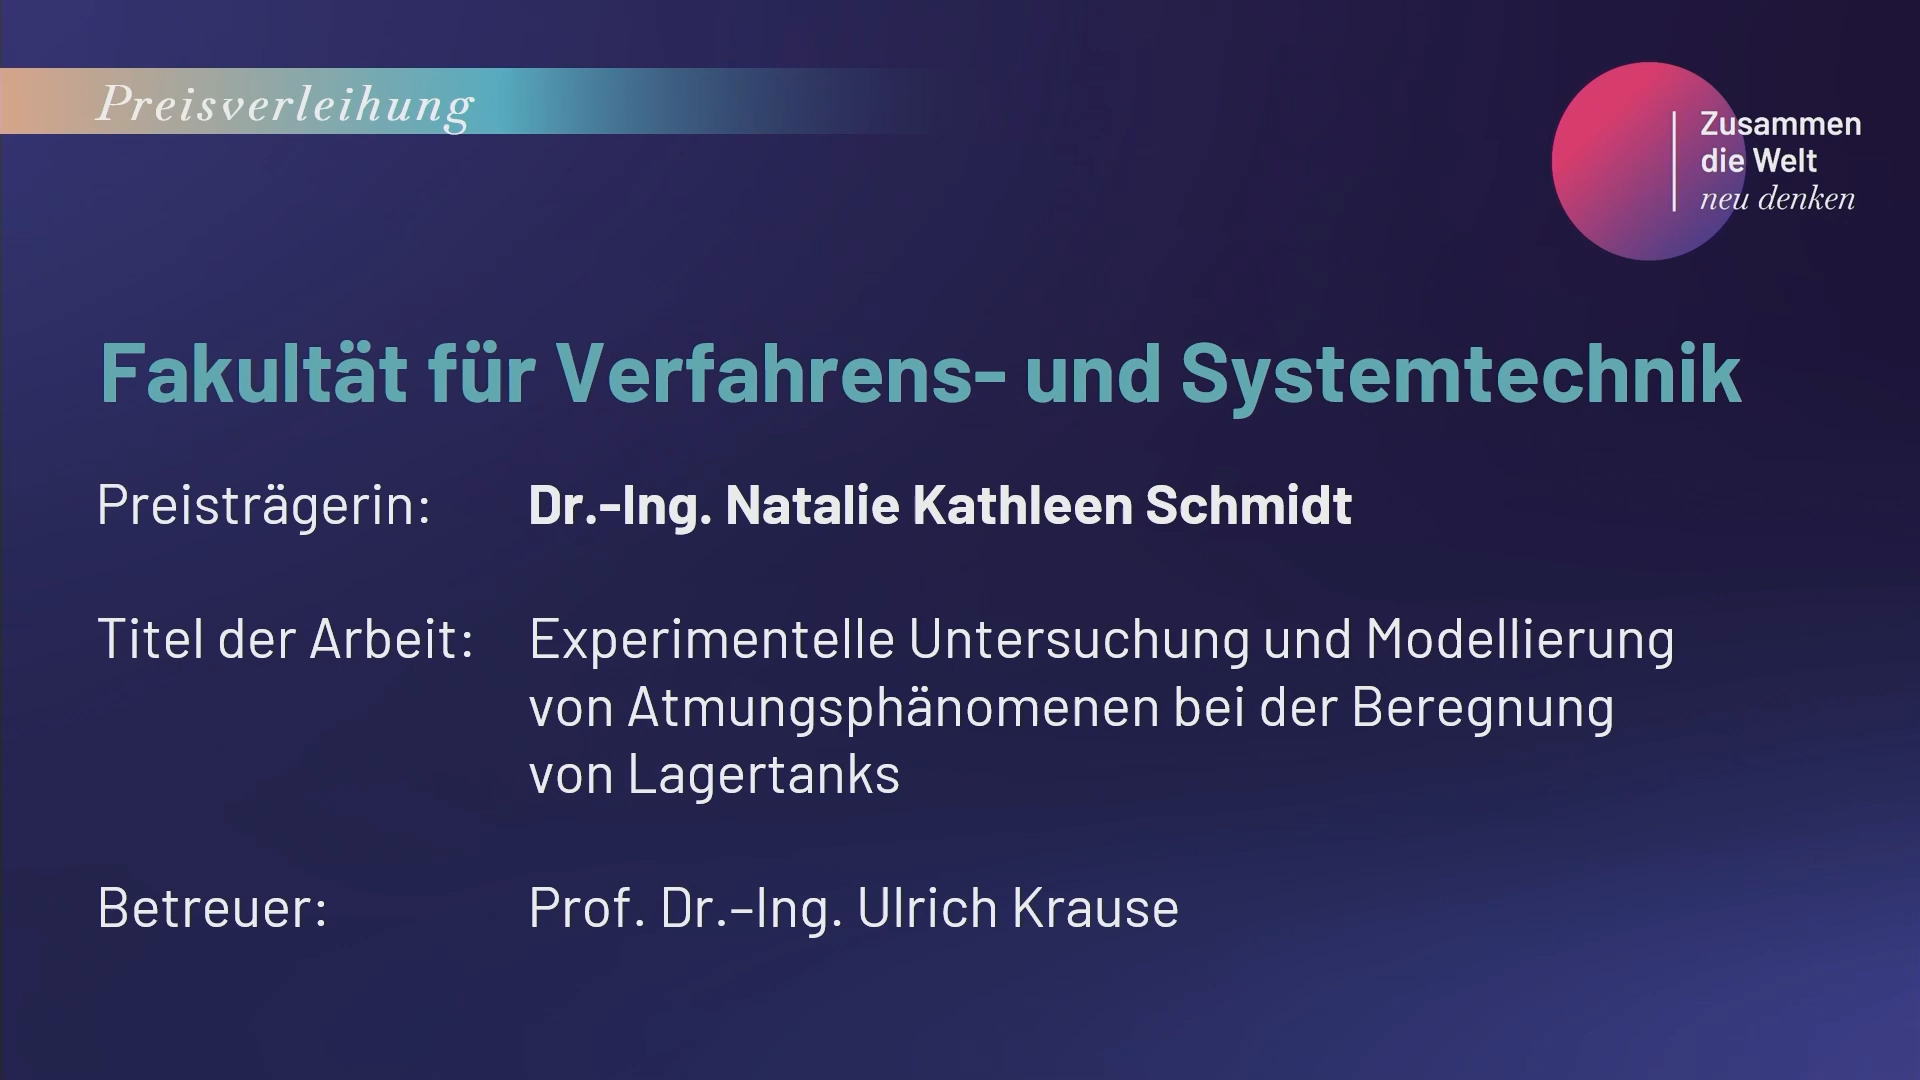 Preisverleihung
Zusammen
die Welt
neu denken
Fakultät für Verfahrens- und Systemtechnik
Preisträgerin: Dr.-Ing. Natalie Kathleen Schmidt
Titel der Arbeit: Experimentelle Untersuchung und Modellierung
von Atmungsphänomenen bei der Beregnung
von Lagertanks
Betreuer: Prof. Dr.–Ing. Ulrich Krause